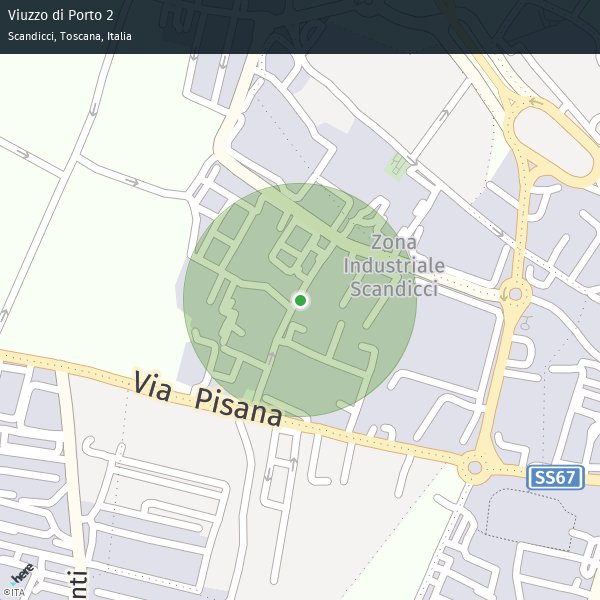 Viuzzo di Porto 2
Scandicci, Toscana, Italia
Zona
Industriale
Scandicci
Via Pisana
SS67
nti
here
©ITA